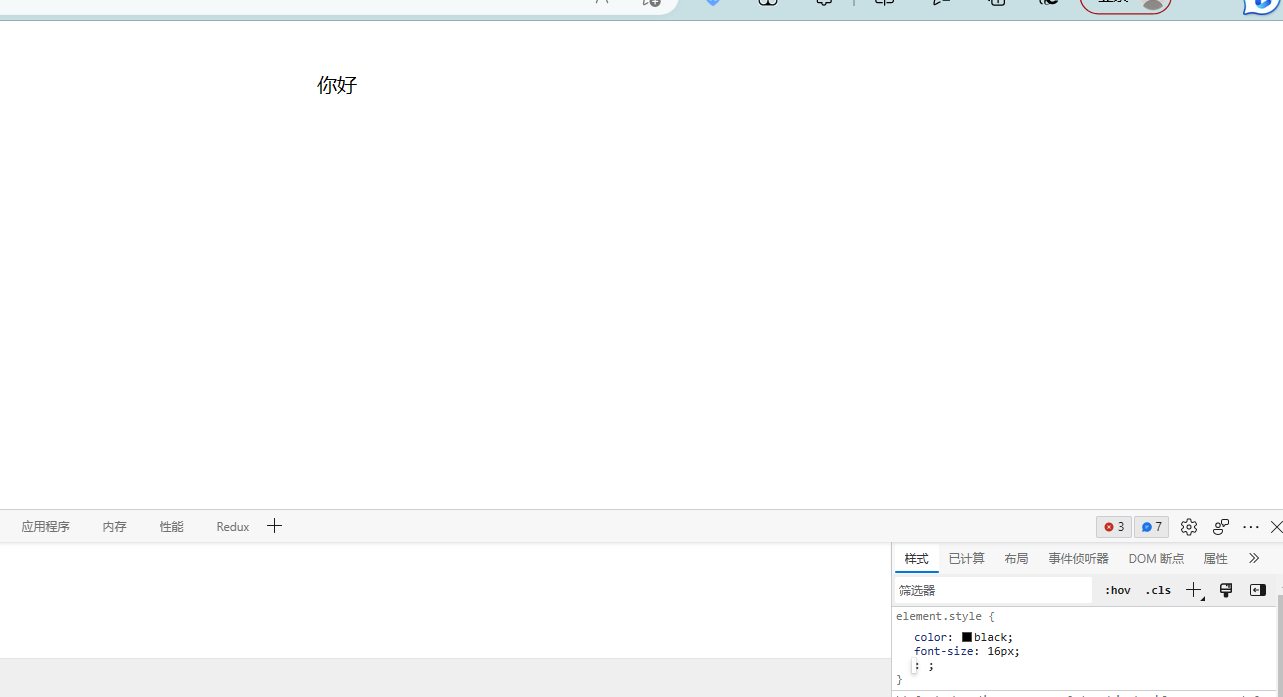 你好
应用程序 内存 性能 Redux
3 7
样式 已计算 布局 事件侦听器 DOM 断点 属性
筛选器 :hov .cls
element.style {
color: black;
font-size: 16px;
: ;
}